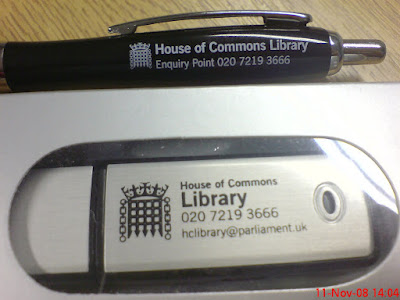 House of Commons Library
Enquiry Point 020 7219 3666
House of Commons
Library
020 7219 3666
hclibrary@parliament.uk
11-Nov-08 14:04